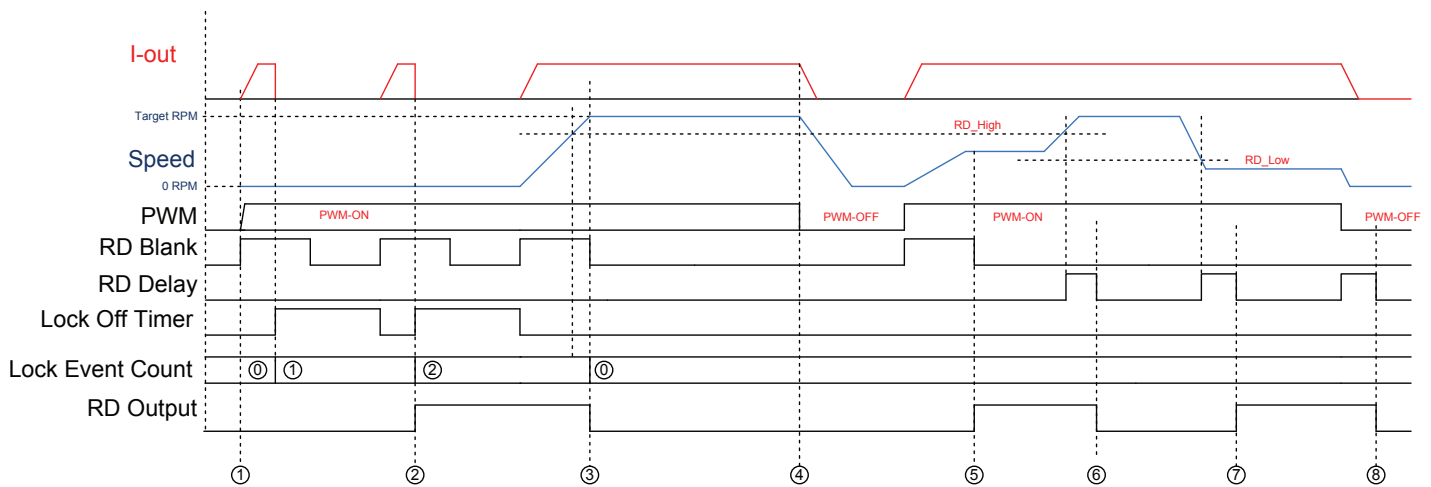 I-out
Target RPM
RD_High
Speed
RD_Low
0 RPM
PWM
PWM-ON
PWM-OFF
PWM-ON
PWM-OFF
RD Blank
RD Delay
Lock Off Timer
Lock Event Count
⓪ ① ② ⓪
RD Output
① ② ③ ④ ⑤ ⑥ ⑦ ⑧